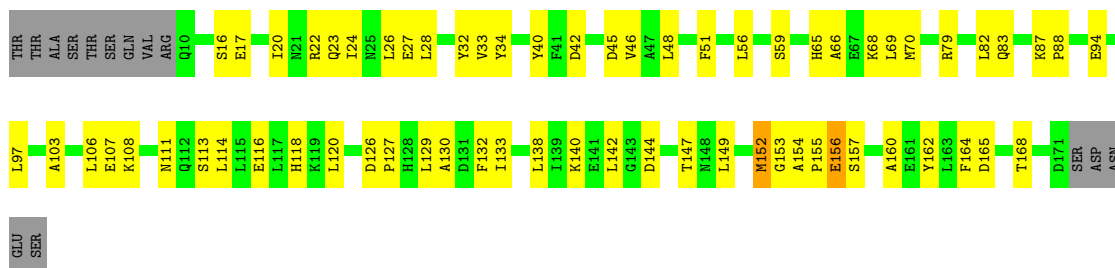 THR THR ALA SER THR SER GLN VAL ARG Q10 S16 E17 I20 N21 R22 Q23 I24 N25 L26 E27 L28 Y32 V33 Y34 Y40 F41 D42 D45 V46 A47 L48 F51 L56 S59 H65 A66 E67 K68 L69 M70 R79 L82 Q83 K87 P88 E94
L97 A103 L106 E107 K108 N111 Q112 S113 L114 L115 E116 L117 H118 K119 L120 D126 P127 H128 L129 A130 D131 F132 I133 L138 I139 K140 E141 L142 G143 D144 T147 N148 L149 M152 G153 A154 P155 E156 S157 A160 E161 Y162 L163 F164 D165 T168 D171 SER ASP ASN
GLU SER